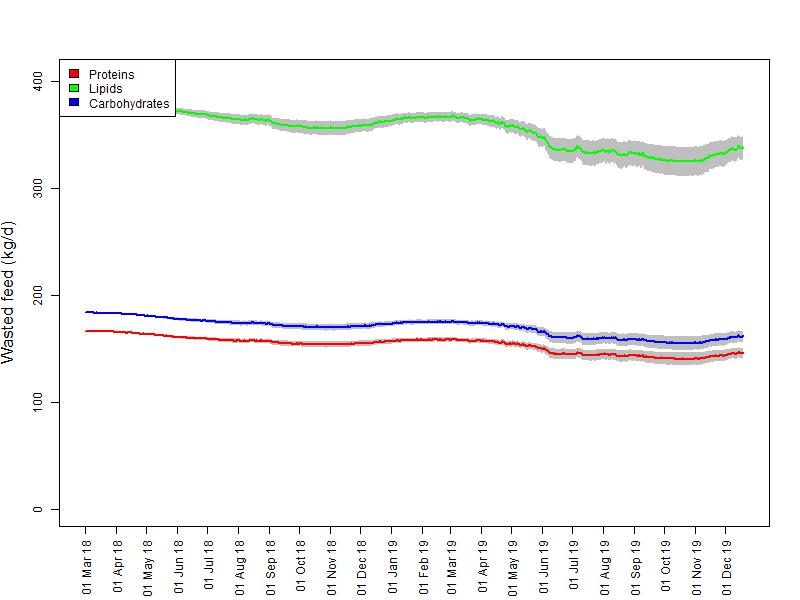 Proteins
Lipids
Carbohydrates
Wasted feed (kg/d)
400
300
200
100
0
01 Mar 18
01 Apr 18
01 May 18
01 Jun 18
01 Jul 18
01 Aug 18
01 Sep 18
01 Oct 18
01 Nov 18
01 Dec 18
01 Jan 19
01 Feb 19
01 Mar 19
01 Apr 19
01 May 19
01 Jun 19
01 Jul 19
01 Aug 19
01 Sep 19
01 Oct 19
01 Nov 19
01 Dec 19